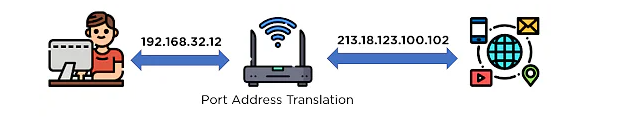 192.168.32.12
213.18.123.100.102
Port Address Translation